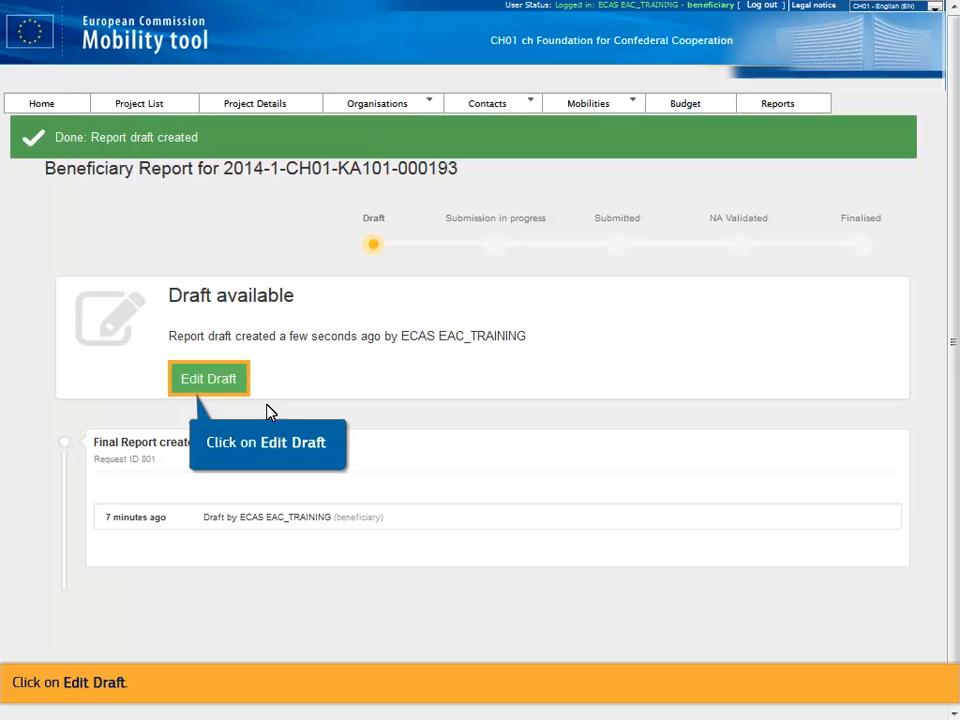 User Status: Logged in: ECAS EAC_TRAINING - beneficiary [ Log out ] Legal notice CH01 - English (EN)
European Commission
Mobility tool
CH01 ch Foundation for Confederal Cooperation
Home Project List Project Details Organisations Contacts Mobilities Budget Reports
Done: Report draft created
Beneficiary Report for 2014-1-CH01-KA101-000193
Draft Submission in progress Submitted NA Validated Finalised
Draft available
Report draft created a few seconds ago by ECAS EAC_TRAINING
Edit Draft
Click on Edit Draft
Final Report create
Request ID 801
7 minutes ago Draft by ECAS EAC_TRAINING (beneficiary)
Click on Edit Draft.